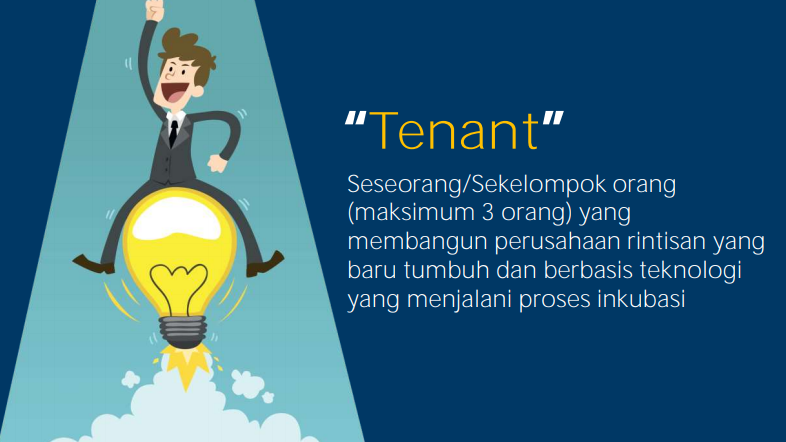 “Tenant”
Seseorang/Sekelompok orang
(maksimum 3 orang) yang
membangun perusahaan rintisan yang
baru tumbuh dan berbasis teknologi
yang menjalani proses inkubasi